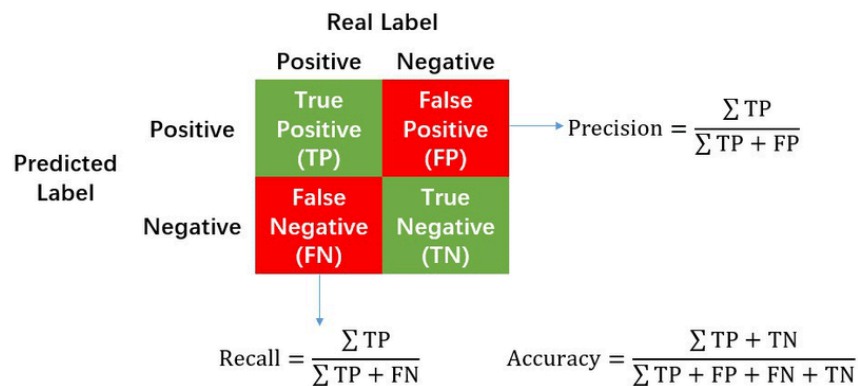 Real Label
Positive Negative
Positive
True
Positive
(TP)
False
Positive
(FP)
Precision = ∑ TP / ∑ TP + FP
Predicted
Label
Negative
False
Negative
(FN)
True
Negative
(TN)
Recall = ∑ TP / ∑ TP + FN
Accuracy = ∑ TP + TN / ∑ TP + FP + FN + TN